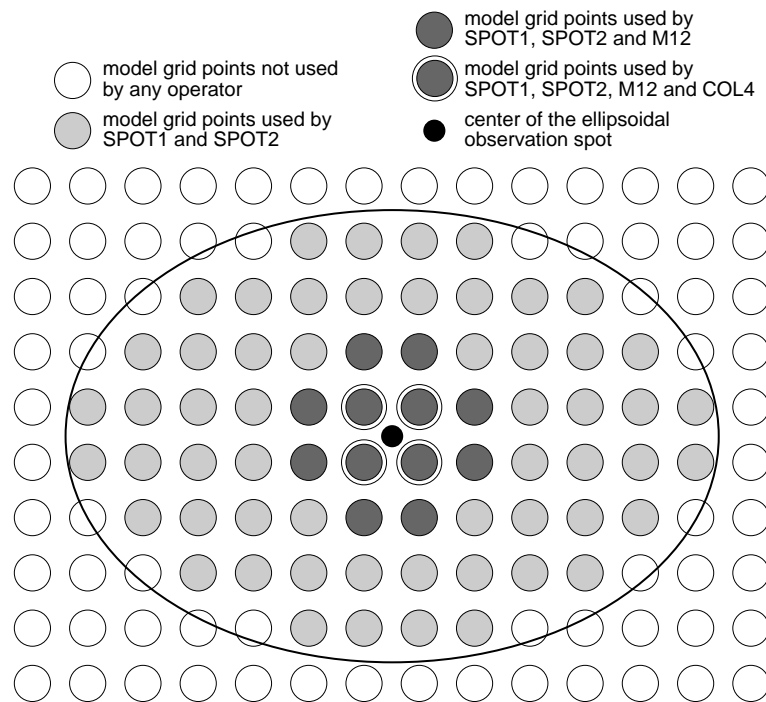 model grid points used by
SPOT1, SPOT2 and M12
model grid points not used
by any operator
model grid points used by
SPOT1, SPOT2, M12 and COL4
model grid points used by
SPOT1 and SPOT2
center of the ellipsoidal
observation spot